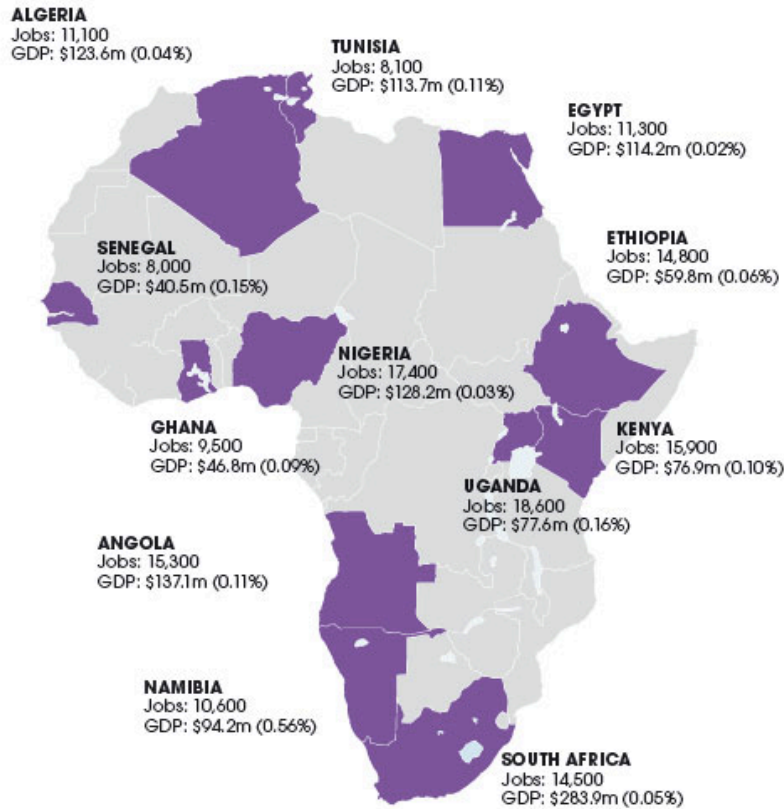 ALGERIA
Jobs: 11,100
GDP: $123.6m (0.04%)
TUNISIA
Jobs: 8,100
GDP: $113.7m (0.11%)
EGYPT
Jobs: 11,300
GDP: $114.2m (0.02%)
SENEGAL
Jobs: 8,000
GDP: $40.5m (0.15%)
ETHIOPIA
Jobs: 14,800
GDP: $59.8m (0.06%)
NIGERIA
Jobs: 17,400
GDP: $128.2m (0.03%)
GHANA
Jobs: 9,500
GDP: $46.8m (0.09%)
KENYA
Jobs: 15,900
GDP: $76.9m (0.10%)
UGANDA
Jobs: 18,600
GDP: $77.6m (0.16%)
ANGOLA
Jobs: 15,300
GDP: $137.1m (0.11%)
NAMIBIA
Jobs: 10,600
GDP: $94.2m (0.56%)
SOUTH AFRICA
Jobs: 14,500
GDP: $283.9m (0.05%)